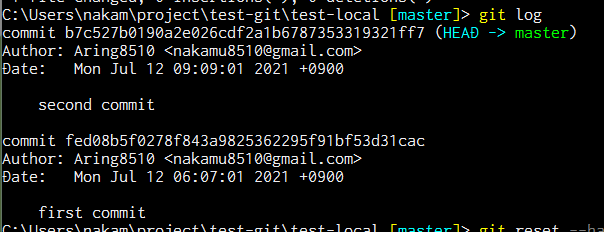 C:\Users\nakam\project\test-git\test-local [master]> git log
commit b7c527b0190a2e026cdf2a1b6787353319321ff7 (HEAD -> master)
Author: Aring8510 <nakamu8510@gmail.com>
Date:   Mon Jul 12 09:09:01 2021 +0900
second commit
commit fed08b5f0278f843a9825362295f91bf53d31cac
Author: Aring8510 <nakamu8510@gmail.com>
Date:   Mon Jul 12 06:07:01 2021 +0900
first commit
C:\Users\nakam\project\test-git\test-local [master]> git reset --ha